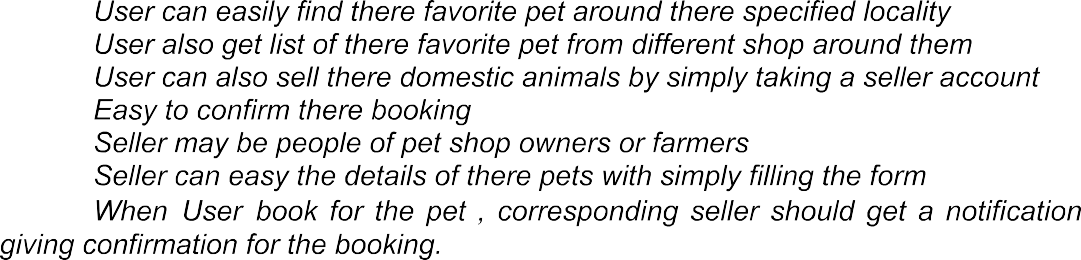 User can easily find there favorite pet around there specified locality
User also get list of there favorite pet from different shop around them
User can also sell there domestic animals by simply taking a seller account
Easy to confirm there booking
Seller may be people of pet shop owners or farmers
Seller can easy the details of there pets with simply filling the form
When User book for the pet , corresponding seller should get a notification
giving confirmation for the booking.